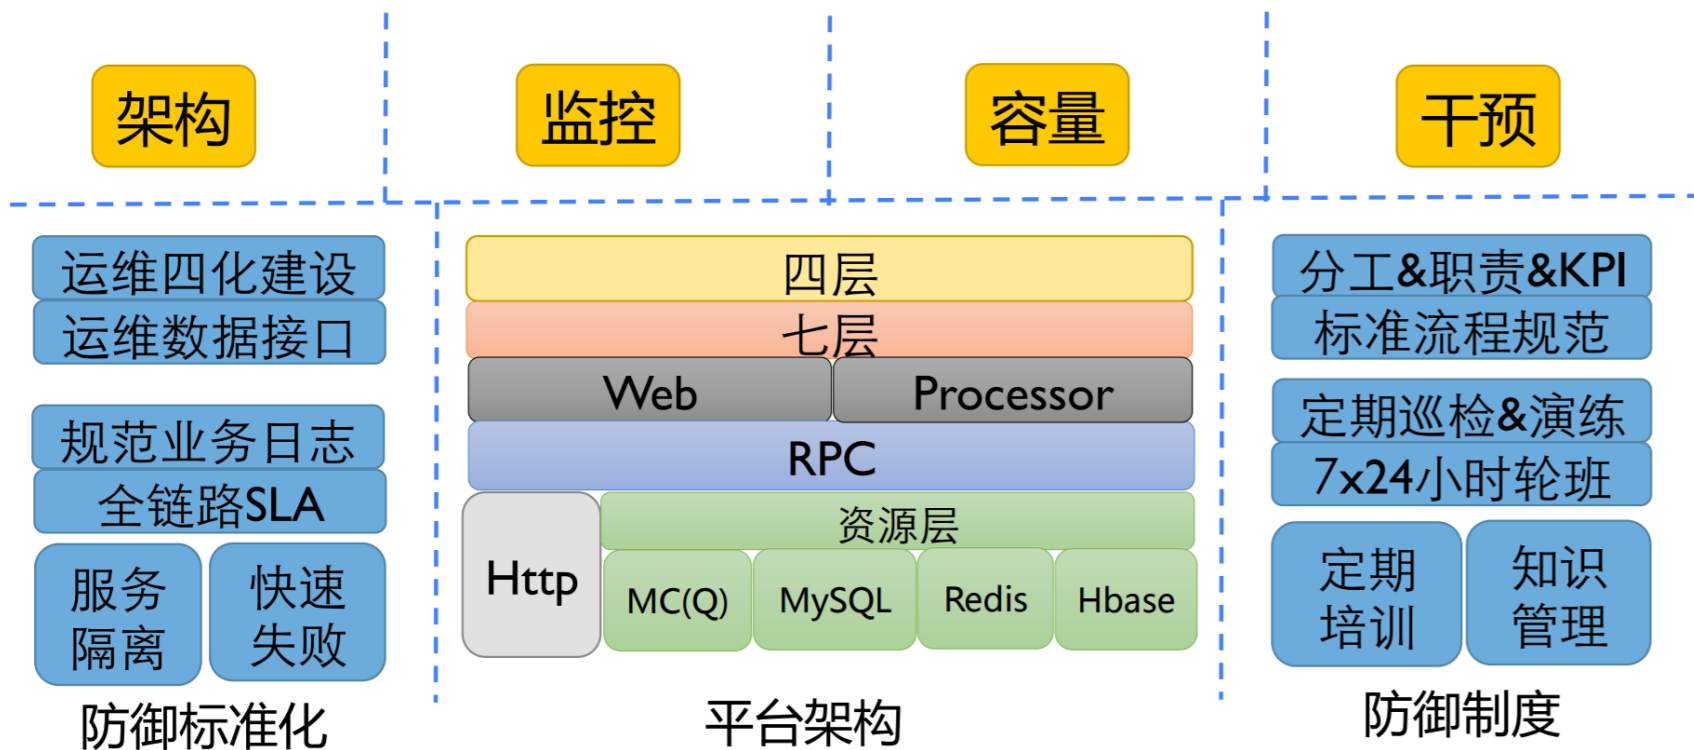 架构
监控
容量
干预
运维四化建设
运维数据接口
规范业务日志
全链路SLA
服务
隔离
快速
失败
防御标准化
四层
七层
Web
Processor
RPC
Http
资源层
MC(Q)
MySQL
Redis
Hbase
平台架构
分工&职责&KPI
标准流程规范
定期巡检&演练
7x24小时轮班
定期
培训
知识
管理
防御制度